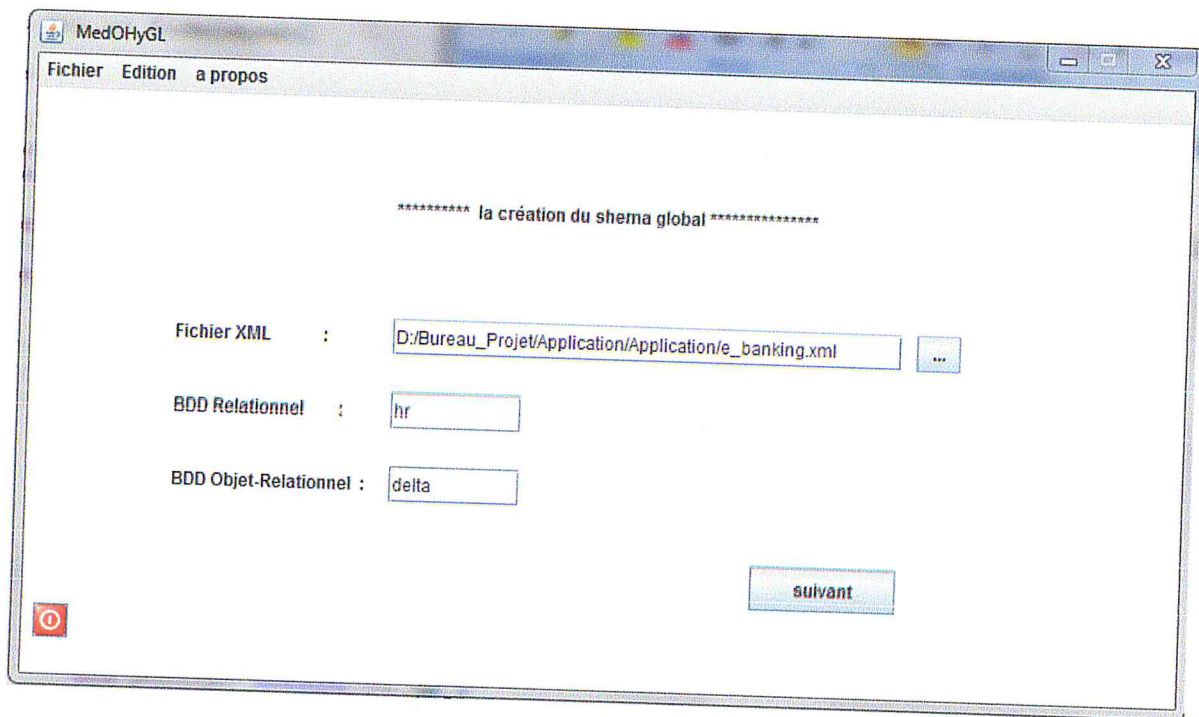 MedOHyGL
Fichier Edition a propos
********** la création du shema global ***************
Fichier XML : D:/Bureau_Projet/Application/Application/e_banking.xml ...
BDD Relationnel : hr
BDD Objet-Relationnel : delta
suivant